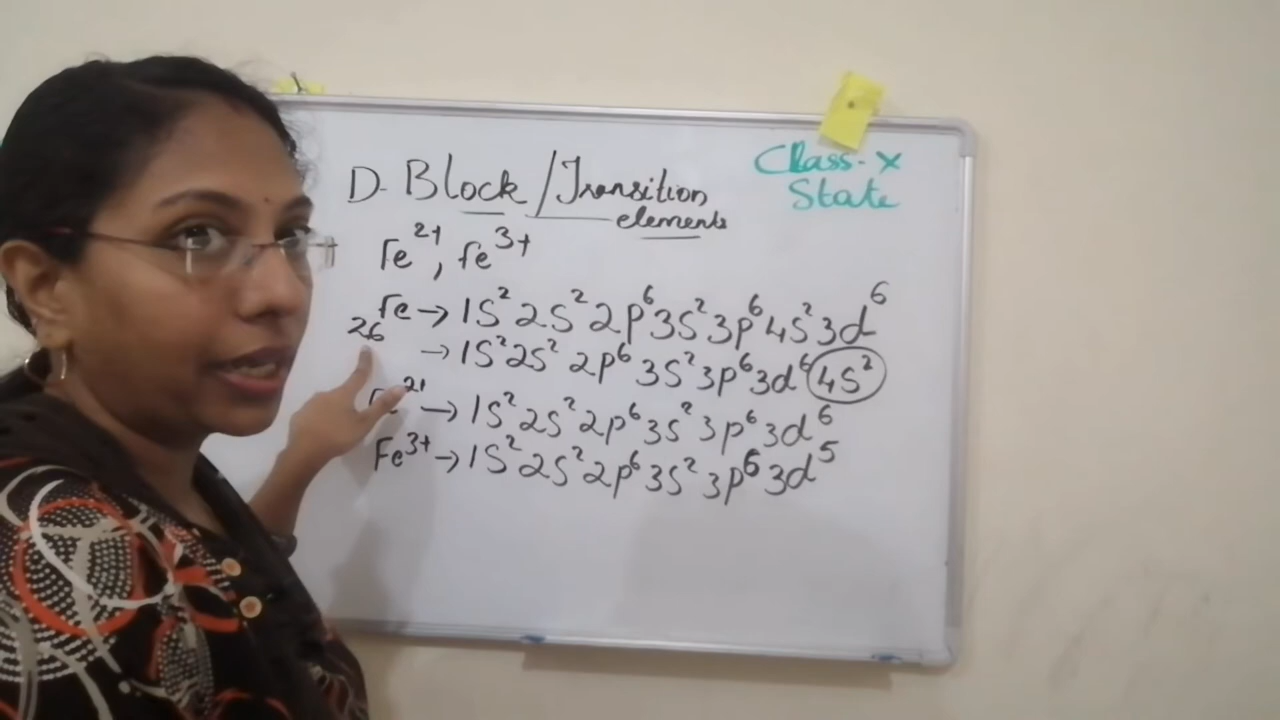 D-Block/Transition
elements
Class-X
State
Fe²⁺, Fe³⁺
₂₆Fe → 1S² 2S² 2p⁶ 3S² 3p⁶ 4S² 3d⁶
→ 1S² 2S² 2p⁶ 3S² 3p⁶ 3d⁶ 4S²
Fe²⁺ → 1S² 2S² 2p⁶ 3S² 3p⁶ 3d⁶
Fe³⁺ → 1S² 2S² 2p⁶ 3S² 3p⁶ 3d⁵